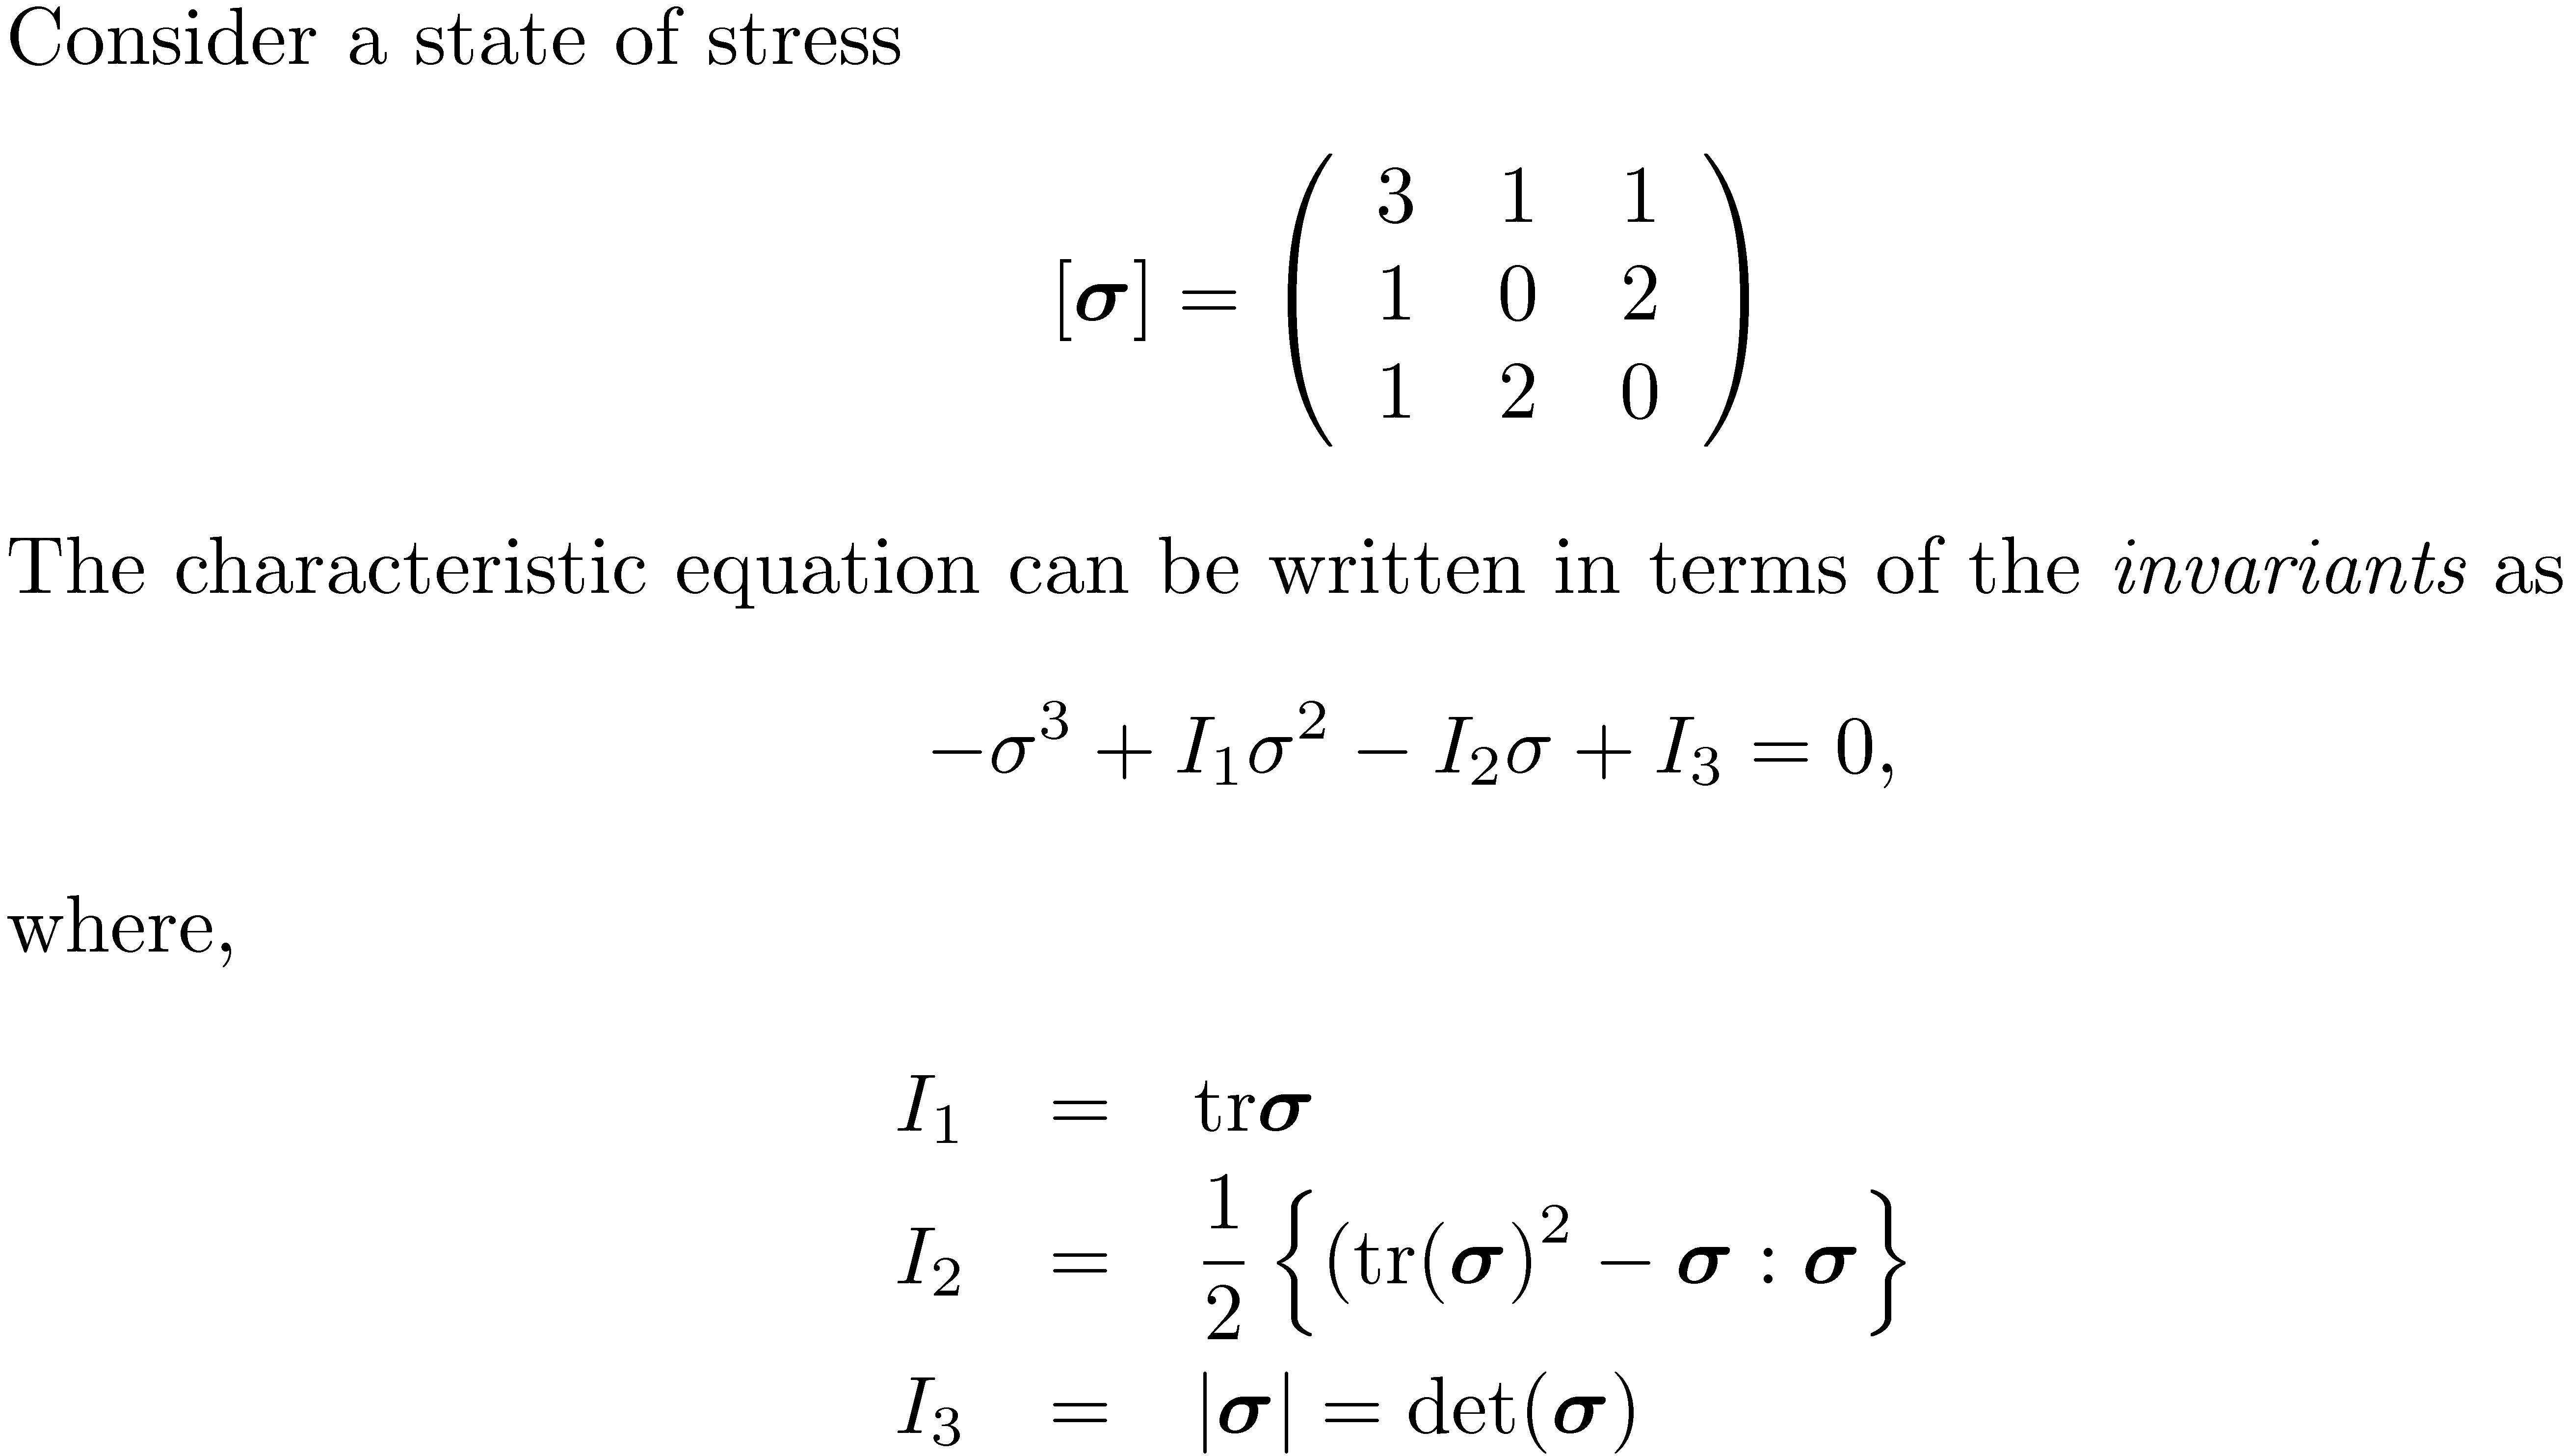 Consider a state of stress
[σ] = ( 3 1 1
1 0 2
1 2 0 )
The characteristic equation can be written in terms of the invariants as
−σ³ + I₁σ² − I₂σ + I₃ = 0,
where,
I₁ = trσ
I₂ = 1/2 {(tr(σ)² − σ : σ}
I₃ = |σ| = det(σ)